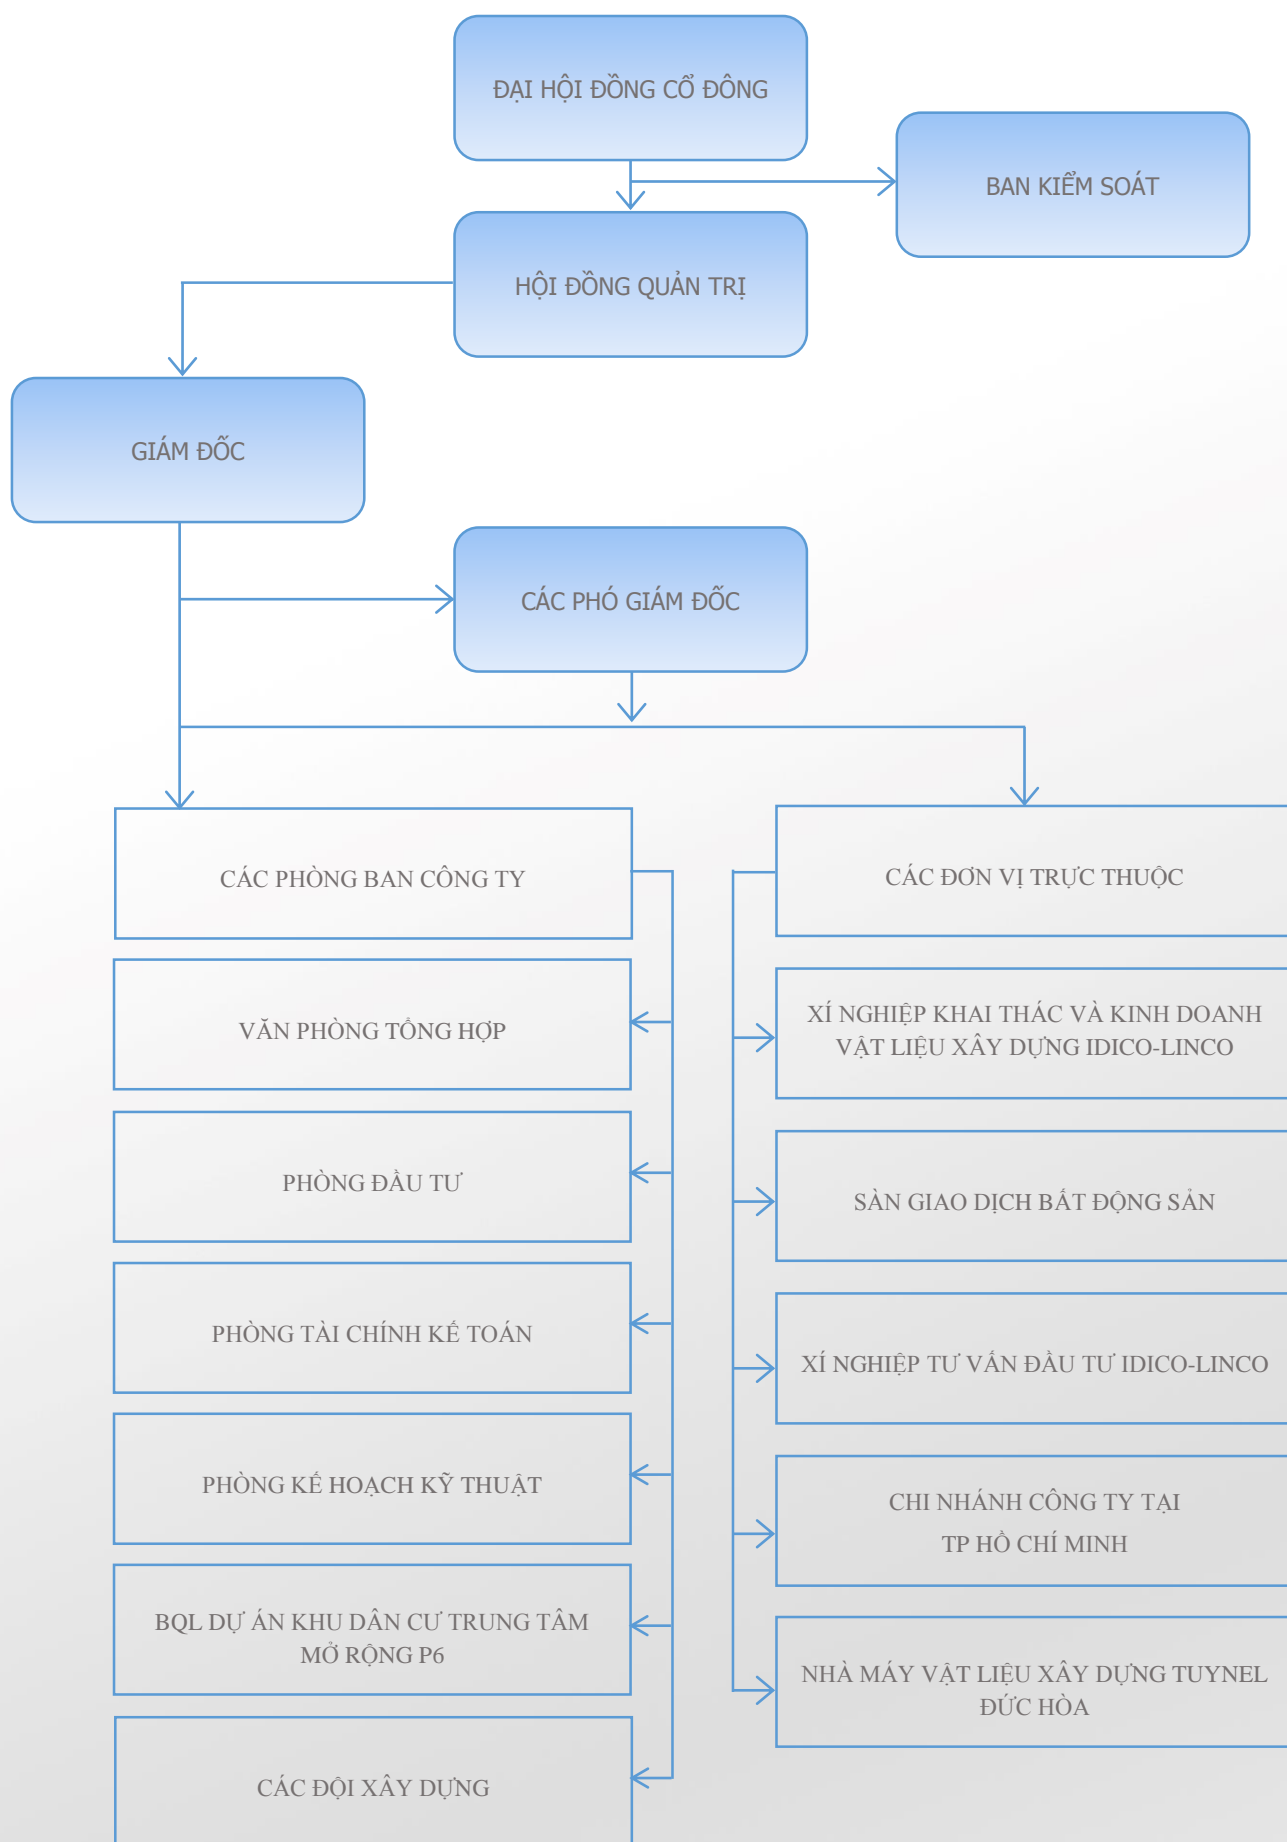 ĐẠI HỘI ĐỒNG CỔ ĐÔNG
BAN KIỂM SOÁT
HỘI ĐỒNG QUẢN TRỊ
GIÁM ĐỐC
CÁC PHÓ GIÁM ĐỐC
CÁC PHÒNG BAN CÔNG TY
VĂN PHÒNG TỔNG HỢP
PHÒNG ĐẦU TƯ
PHÒNG TÀI CHÍNH KẾ TOÁN
PHÒNG KẾ HOẠCH KỸ THUẬT
BQL DỰ ÁN KHU DÂN CƯ TRUNG TÂM
MỞ RỘNG P6
CÁC ĐỘI XÂY DỰNG
CÁC ĐƠN VỊ TRỰC THUỘC
XÍ NGHIỆP KHAI THÁC VÀ KINH DOANH
VẬT LIỆU XÂY DỰNG IDICO-LINCO
SÀN GIAO DỊCH BẤT ĐỘNG SẢN
XÍ NGHIỆP TƯ VẤN ĐẦU TƯ IDICO-LINCO
CHI NHÁNH CÔNG TY TẠI
TP HỒ CHÍ MINH
NHÀ MÁY VẬT LIỆU XÂY DỰNG TUYNEL
ĐỨC HÒA